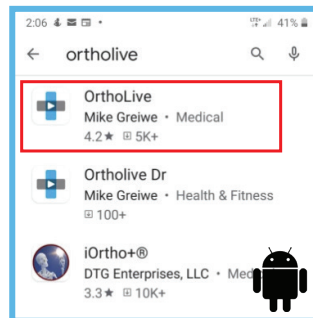 2:06
LTE+ 41%
ortholive
OrthoLive
Mike Greiwe • Medical
4.2★ 5K+
Ortholive Dr
Mike Greiwe • Health & Fitness
100+
iOrtho+®
DTG Enterprises, LLC • Med
3.3★ 10K+